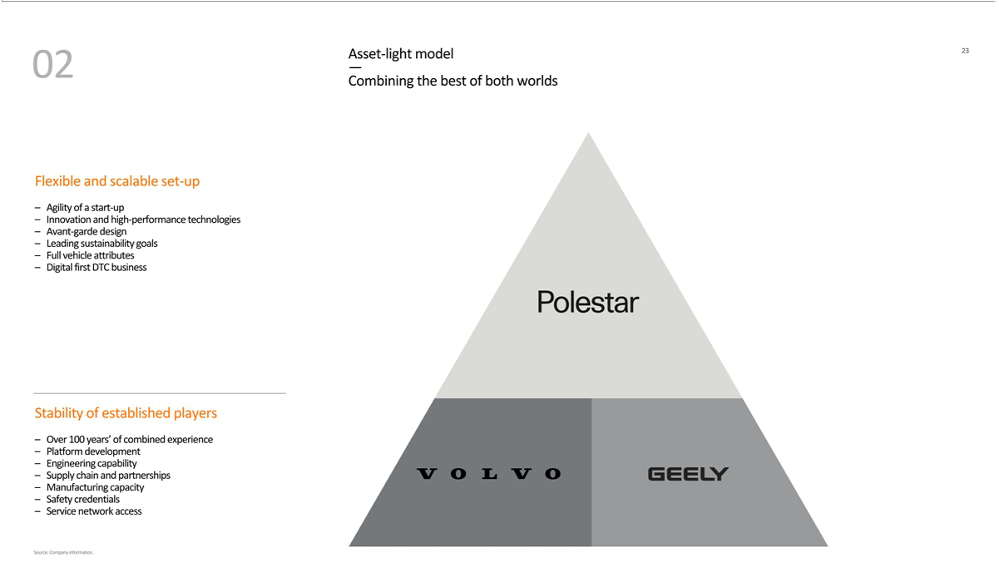 02
Asset-light model
—
Combining the best of both worlds
23
Flexible and scalable set-up
– Agility of a start-up
– Innovation and high-performance technologies
– Avant-garde design
– Leading sustainability goals
– Full vehicle attributes
– Digital first DTC business
Stability of established players
– Over 100 years’ of combined experience
– Platform development
– Engineering capability
– Supply chain and partnerships
– Manufacturing capacity
– Safety credentials
– Service network access
Polestar
VOLVO
GEELY
Source: Company information.